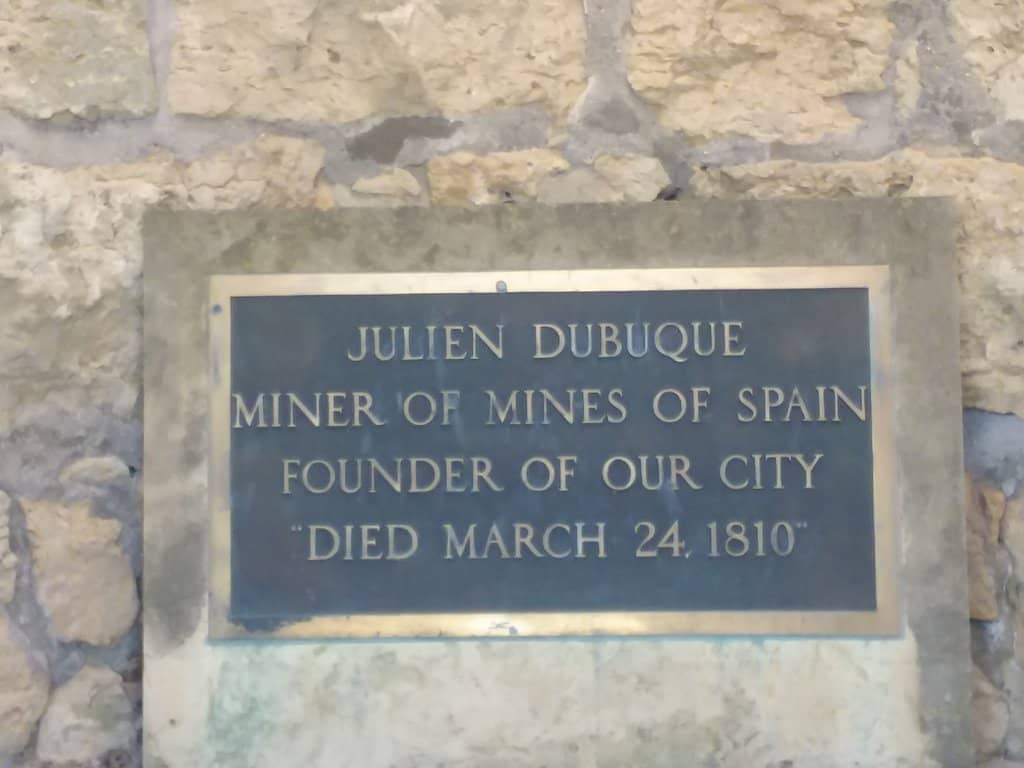 JULIEN DUBUQUE
MINER OF MINES OF SPAIN
FOUNDER OF OUR CITY
"DIED MARCH 24, 1810"